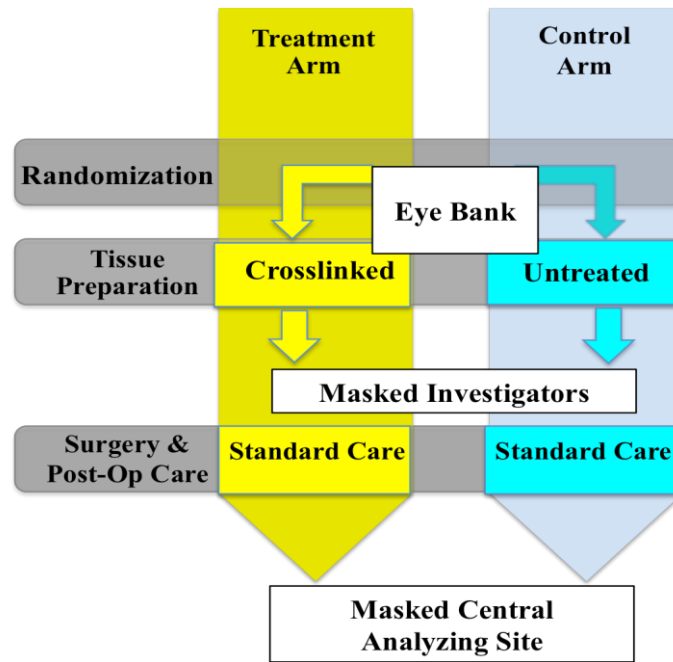 Treatment
Arm
Control
Arm
Randomization
Eye Bank
Tissue
Preparation
Crosslinked
Untreated
Masked Investigators
Surgery &
Post-Op Care
Standard Care
Standard Care
Masked Central
Analyzing Site